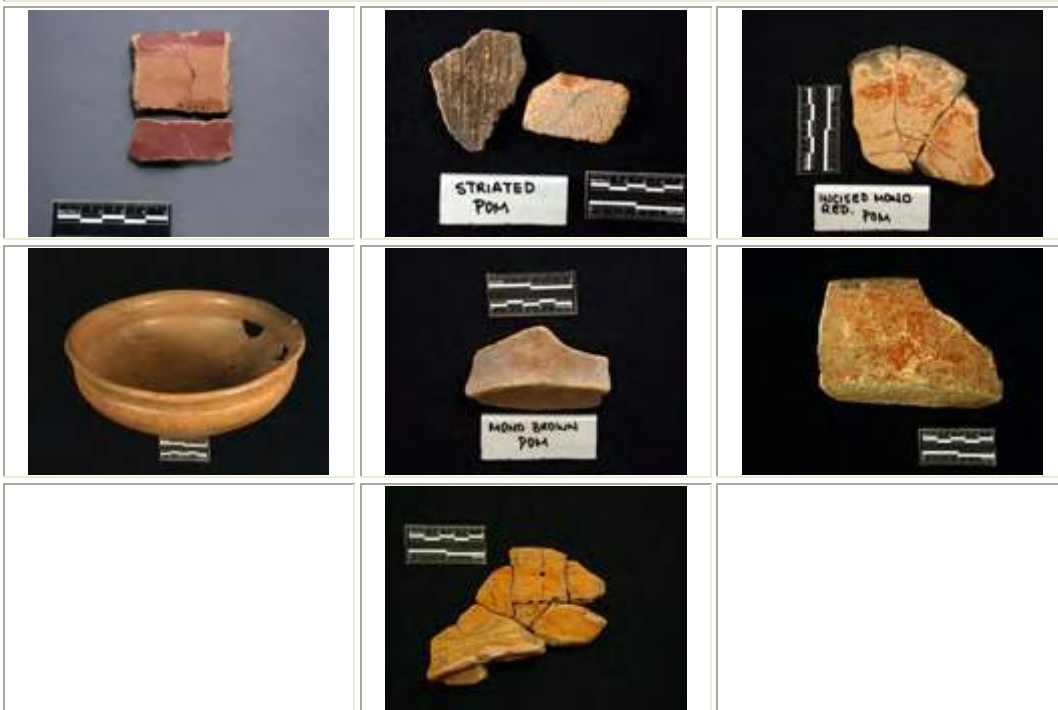 STRIATED
POM
INCISED MONO
RED. POM
MONO BROWN
POM